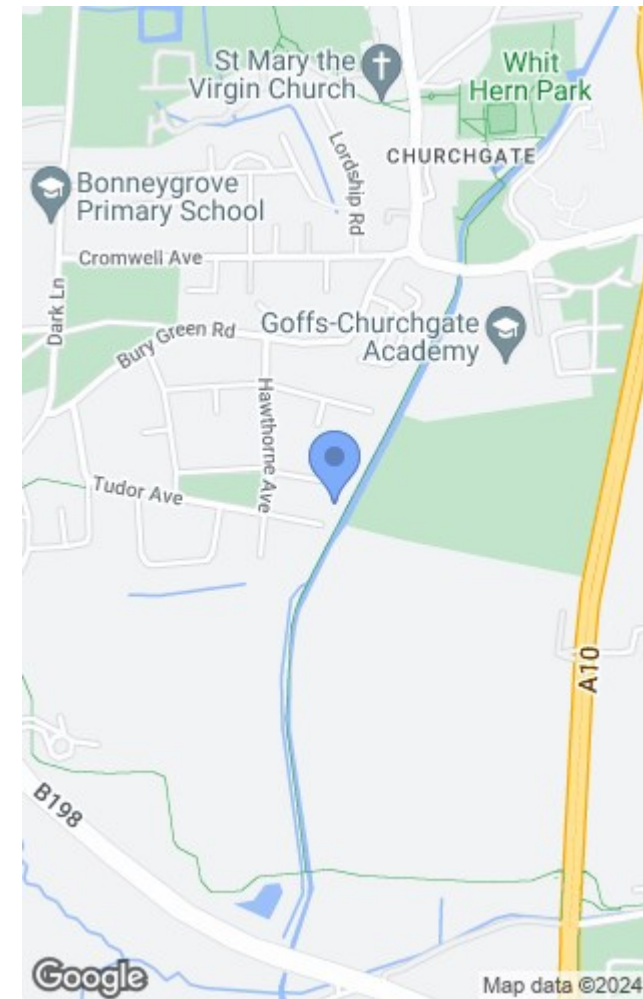 St Mary the
Virgin Church
Whit
Hern Park
CHURCHGATE
Lordship Rd
Bonneygrove
Primary School
Cromwell Ave
Dark Ln
Bury Green Rd
Goffs-Churchgate
Academy
Hawthorne Ave
Tudor Ave
A10
B198
Google
Map data ©2024